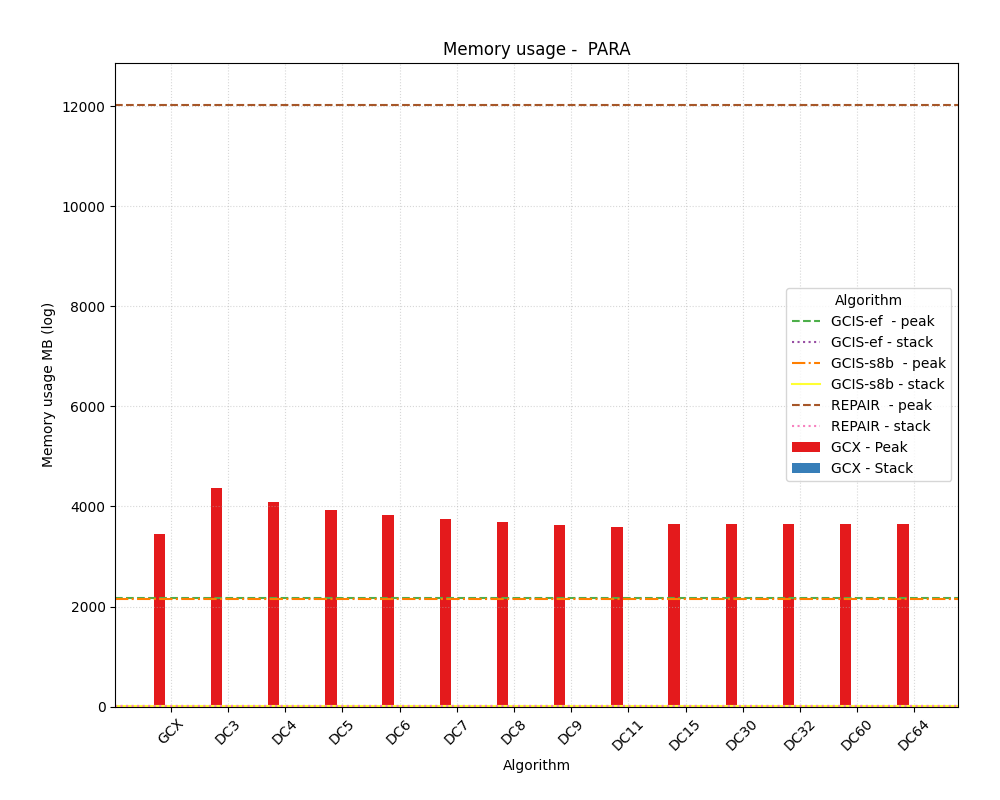 Memory usage -  PARA
12000
10000
8000
6000
4000
2000
0
Memory usage MB (log)
Algorithm
GCIS-ef  - peak
GCIS-ef - stack
GCIS-s8b  - peak
GCIS-s8b - stack
REPAIR  - peak
REPAIR - stack
GCX - Peak
GCX - Stack
GCX DC3 DC4 DC5 DC6 DC7 DC8 DC9 DC11 DC15 DC30 DC32 DC60 DC64
Algorithm